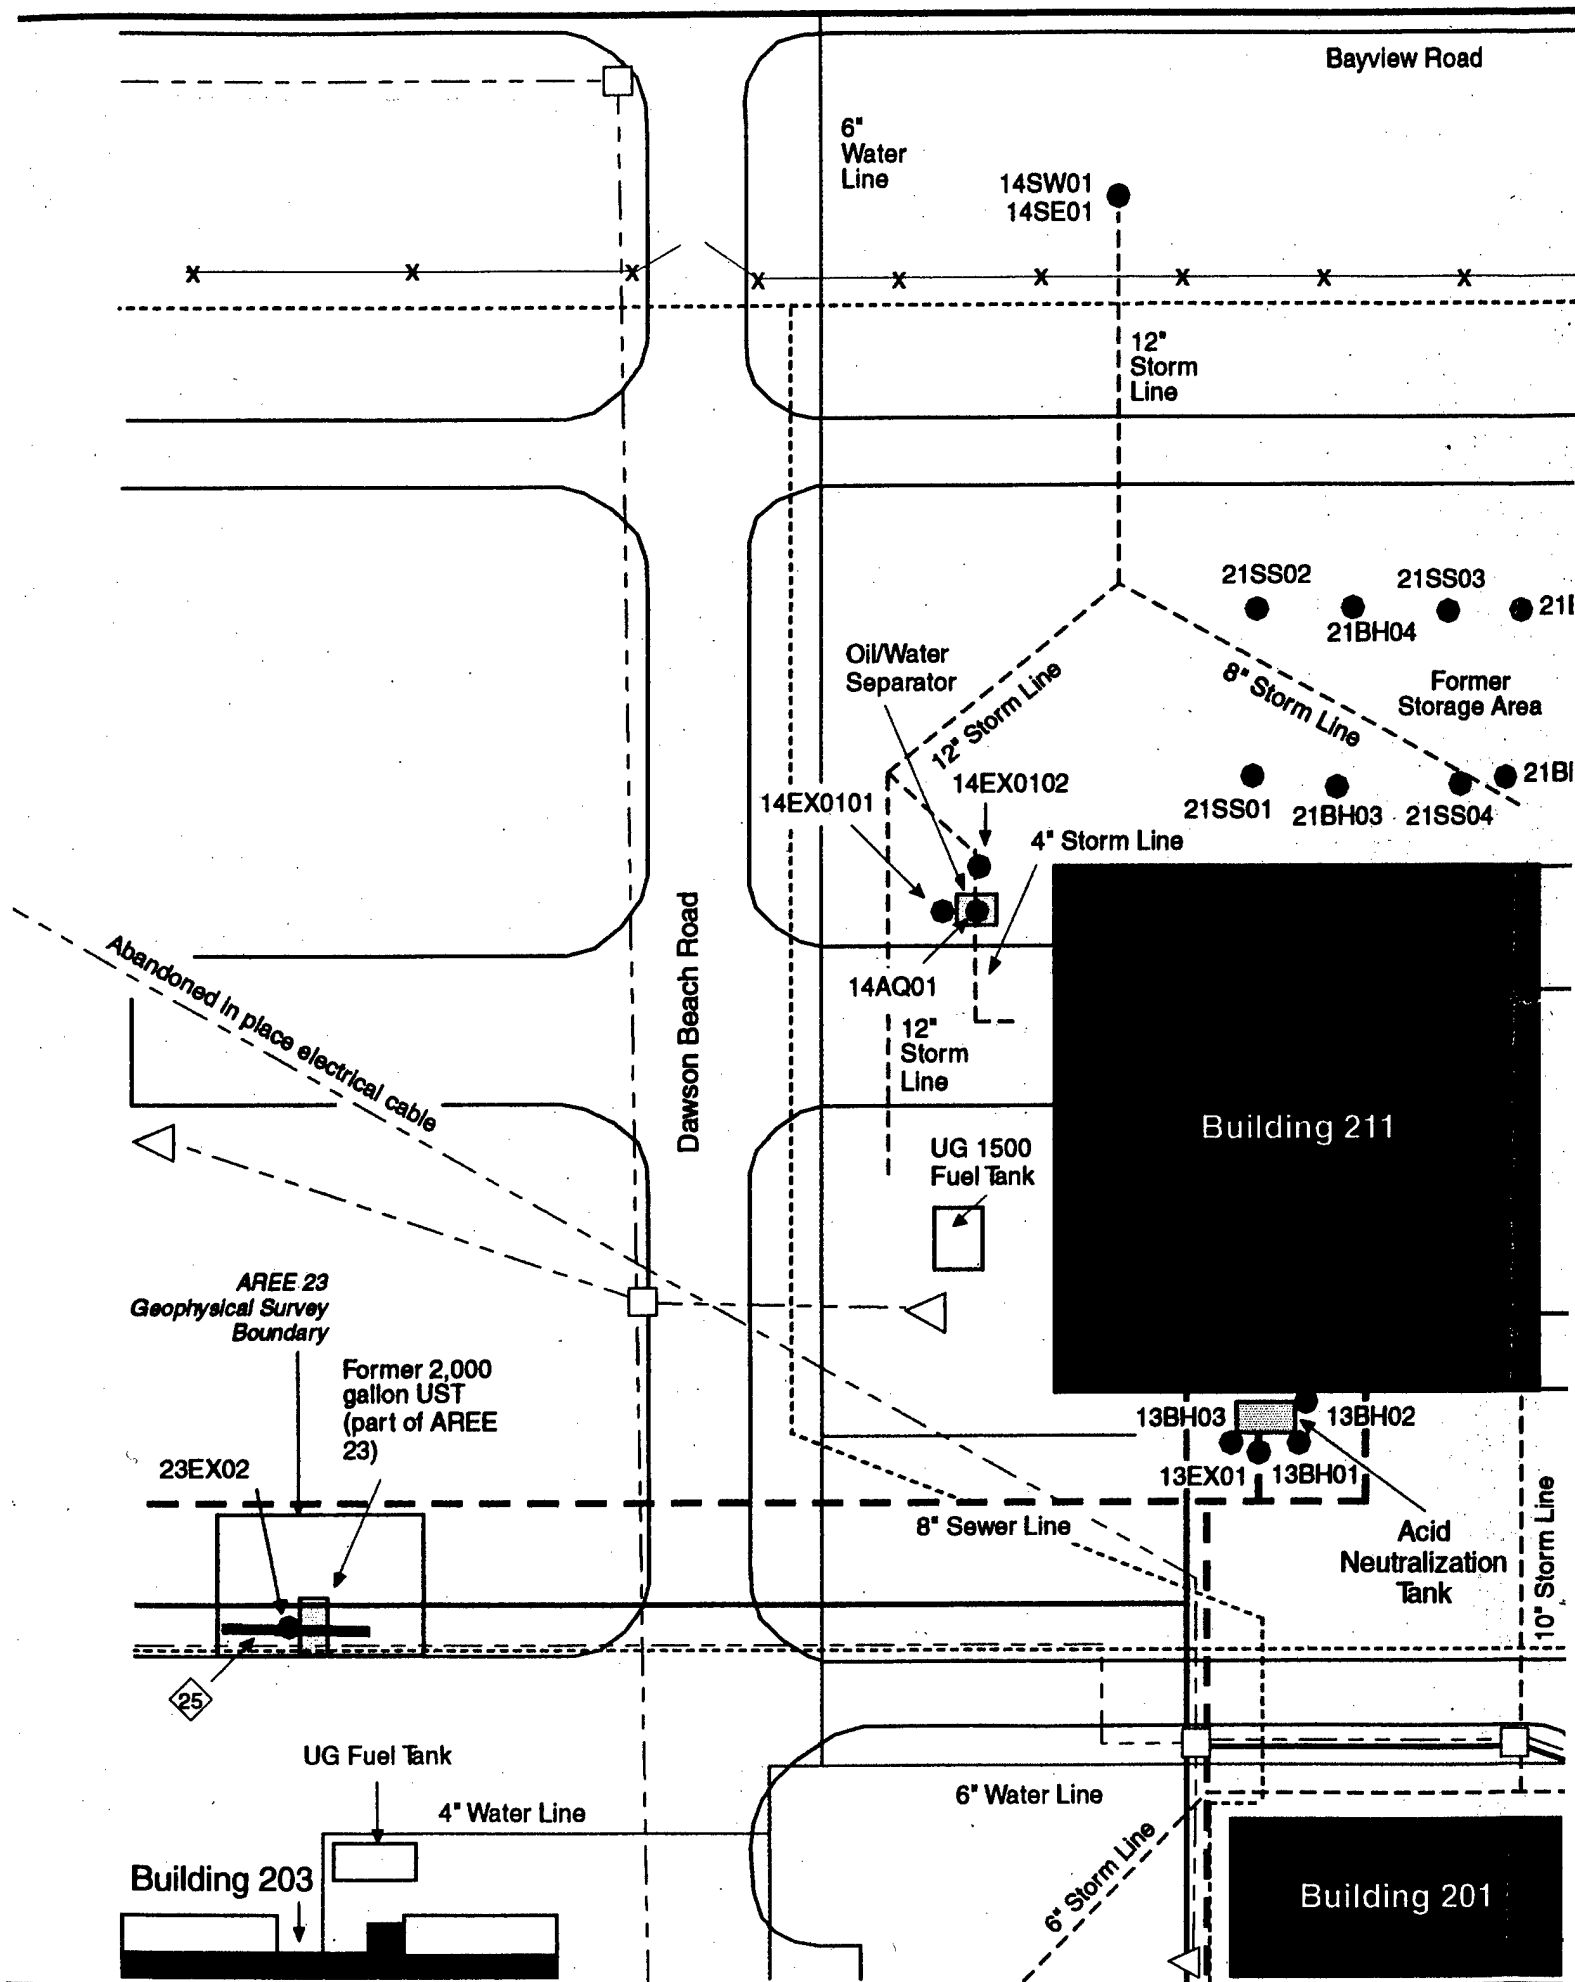 Bayview Road
6"
Water
Line
14SW01
14SE01
12"
Storm
Line
21SS02
21SS03
21BH04
Oil/Water
Separator
12" Storm Line
8" Storm Line
Former
Storage Area
14EX0101
14EX0102
21SS01
21BH03
21SS04
4" Storm Line
Dawson Beach Road
Abandoned in place electrical cable
14AQ01
12"
Storm
Line
Building 211
UG 1500
Fuel Tank
AREE 23
Geophysical Survey
Boundary
Former 2,000
gallon UST
(part of AREE
23)
23EX02
13BH03
13BH02
13EX01
13BH01
8" Sewer Line
Acid
Neutralization
Tank
10" Storm Line
25
UG Fuel Tank
4" Water Line
6" Water Line
Building 203
6" Storm Line
Building 201